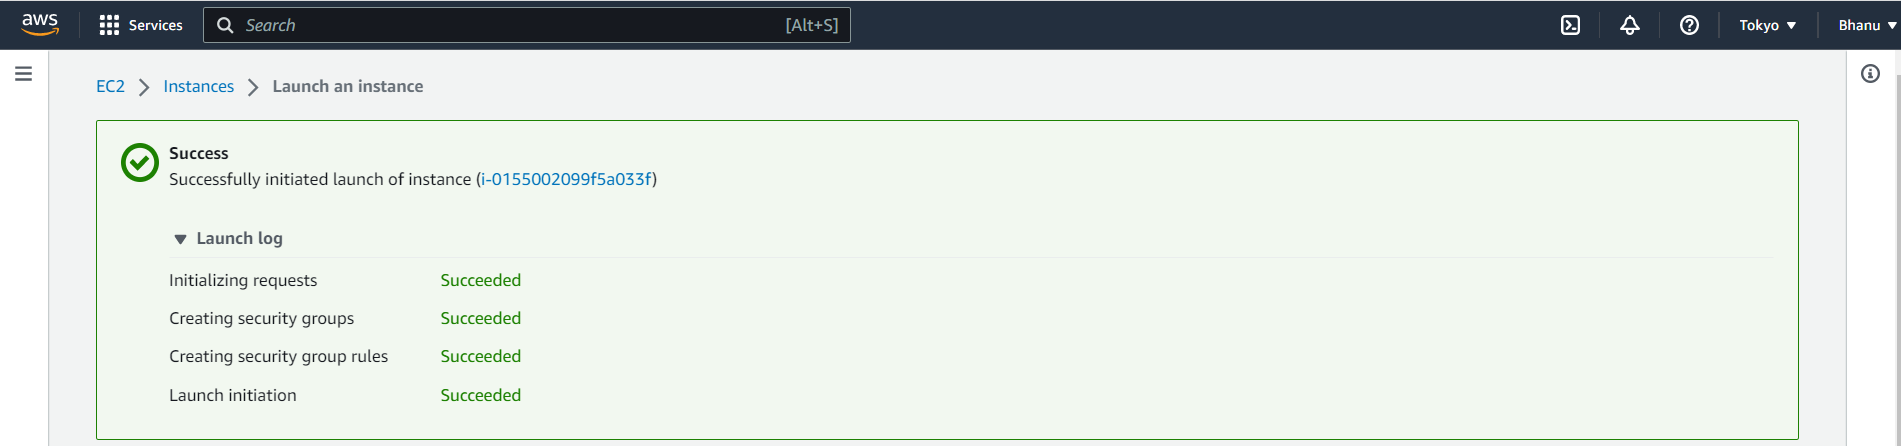 aws Services Search [Alt+S] Tokyo Bhanu
EC2 Instances Launch an instance
Success
Successfully initiated launch of instance (i-0155002099f5a033f)
Launch log
Initializing requests Succeeded
Creating security groups Succeeded
Creating security group rules Succeeded
Launch initiation Succeeded